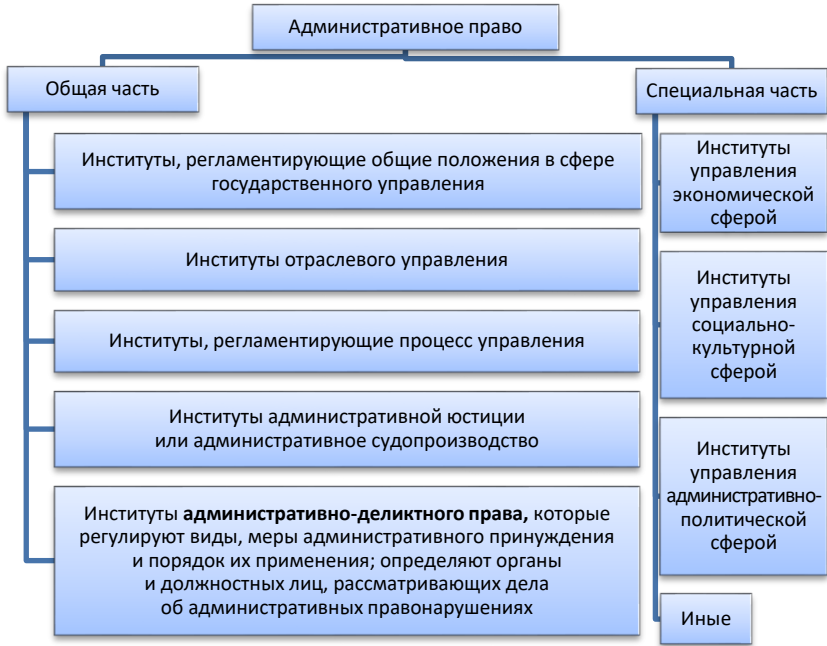 Административное право
Общая часть
Институты, регламентирующие общие положения в сфере
государственного управления
Институты отраслевого управления
Институты, регламентирующие процесс управления
Институты административной юстиции
или административное судопроизводство
Институты административно-деликтного права, которые
регулируют виды, меры административного принуждения
и порядок их применения; определяют органы
и должностных лиц, рассматривающих дела
об административных правонарушениях
Специальная часть
Институты
управления
экономической
сферой
Институты
управления
социально-
культурной
сферой
Институты
управления
административно-
политической
сферой
Иные